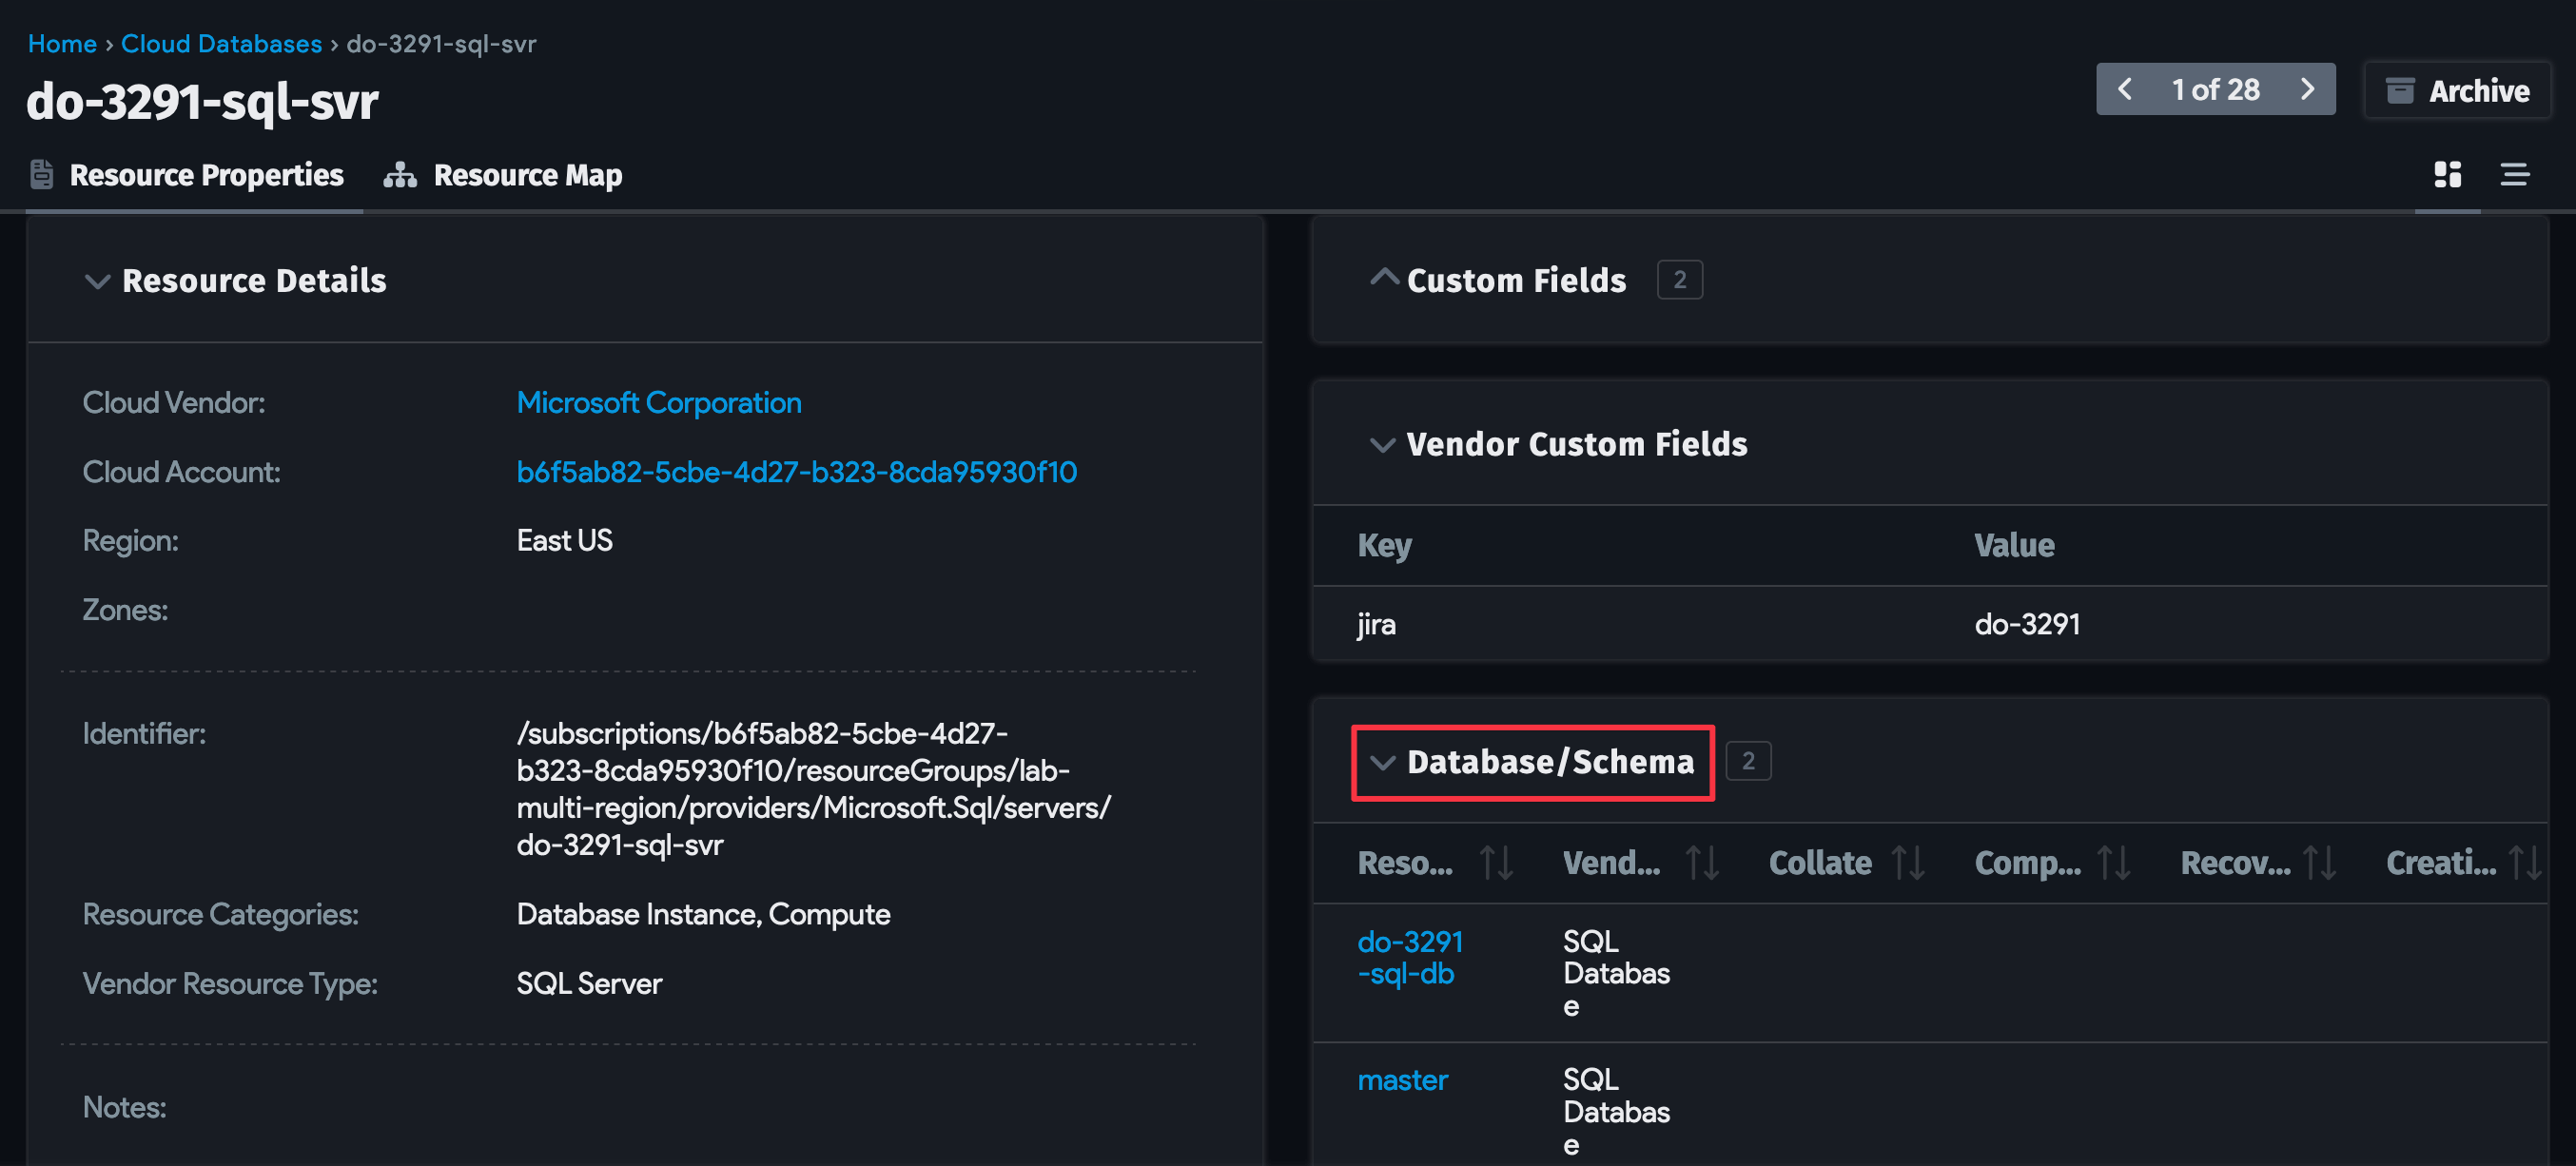 Home › Cloud Databases › do-3291-sql-svr
do-3291-sql-svr
1 of 28
Archive
Resource Properties
Resource Map
Resource Details
Cloud Vendor: Microsoft Corporation
Cloud Account: b6f5ab82-5cbe-4d27-b323-8cda95930f10
Region: East US
Zones:
Identifier: /subscriptions/b6f5ab82-5cbe-4d27-
b323-8cda95930f10/resourceGroups/lab-
multi-region/providers/Microsoft.Sql/servers/
do-3291-sql-svr
Resource Categories: Database Instance, Compute
Vendor Resource Type: SQL Server
Notes:
Custom Fields 2
Vendor Custom Fields
Key Value
jira do-3291
Database/Schema 2
Reso... Vend... Collate Comp... Recov... Creati...
do-3291 SQL
-sql-db Databas
e
master SQL
Databas
e